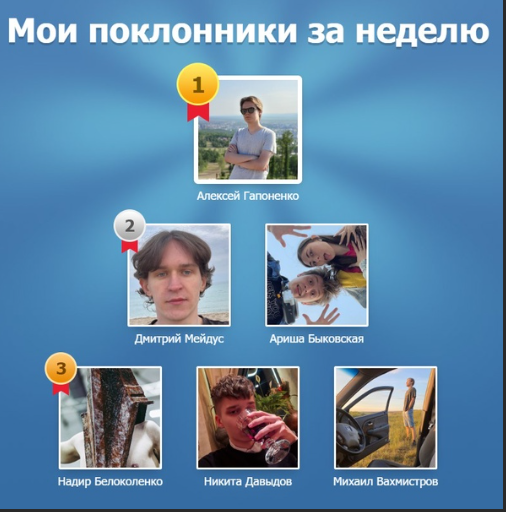 Мои поклонники за неделю
1
Алексей Гапоненко
2
Дмитрий Мейдус
Ариша Быковская
3
Надир Белоколенко
Никита Давыдов
Михаил Вахмистров